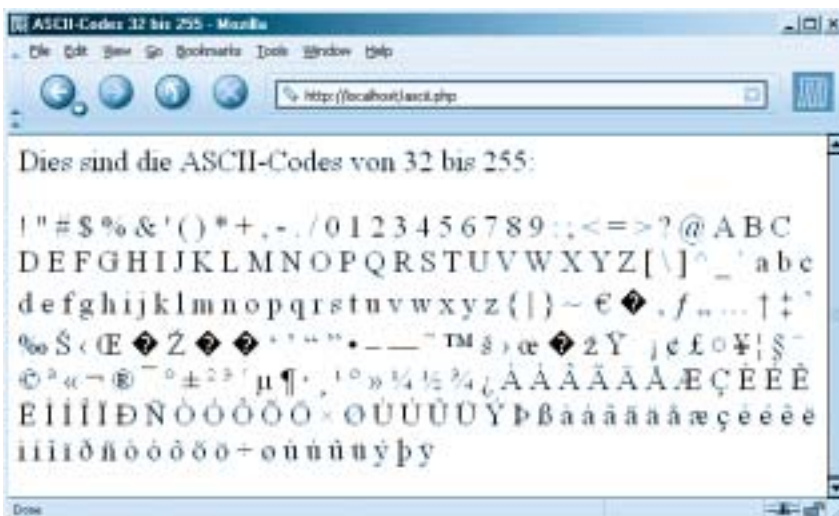 ASCII-Codes 32 bis 255 - Mozilla
File Edit View Go Bookmarks Tools Window Help
http://localhost/ascii.php
Dies sind die ASCII-Codes von 32 bis 255:
! " # $ % & ' ( ) * + , - . / 0 1 2 3 4 5 6 7 8 9 : ; < = > ? @ A B C
D E F G H I J K L M N O P Q R S T U V W X Y Z [ \ ] ^ _ ` a b c
d e f g h i j k l m n o p q r s t u v w x y z { | } ~ € � ‚ ƒ „ … † ‡ ˆ
‰ Š ‹ Œ � Ž � � ‘ ’ “ ” • – — ˜ ™ š › œ � ž Ÿ ¡ ¢ £ ¤ ¥ ¦ § ¨
© ª « ¬ ® ¯ ° ± ² ³ ´ µ ¶ · ¸ ¹ º » ¼ ½ ¾ ¿ À Á Â Ã Ä Å Æ Ç È É Ê
Ë Ì Í Î Ï Ð Ñ Ò Ó Ô Õ Ö × Ø Ù Ú Û Ü Ý Þ ß à á â ã ä å æ ç è é ê ë
ì í î ï ð ñ ò ó ô õ ö ÷ ø ù ú û ü ý þ ÿ
Done